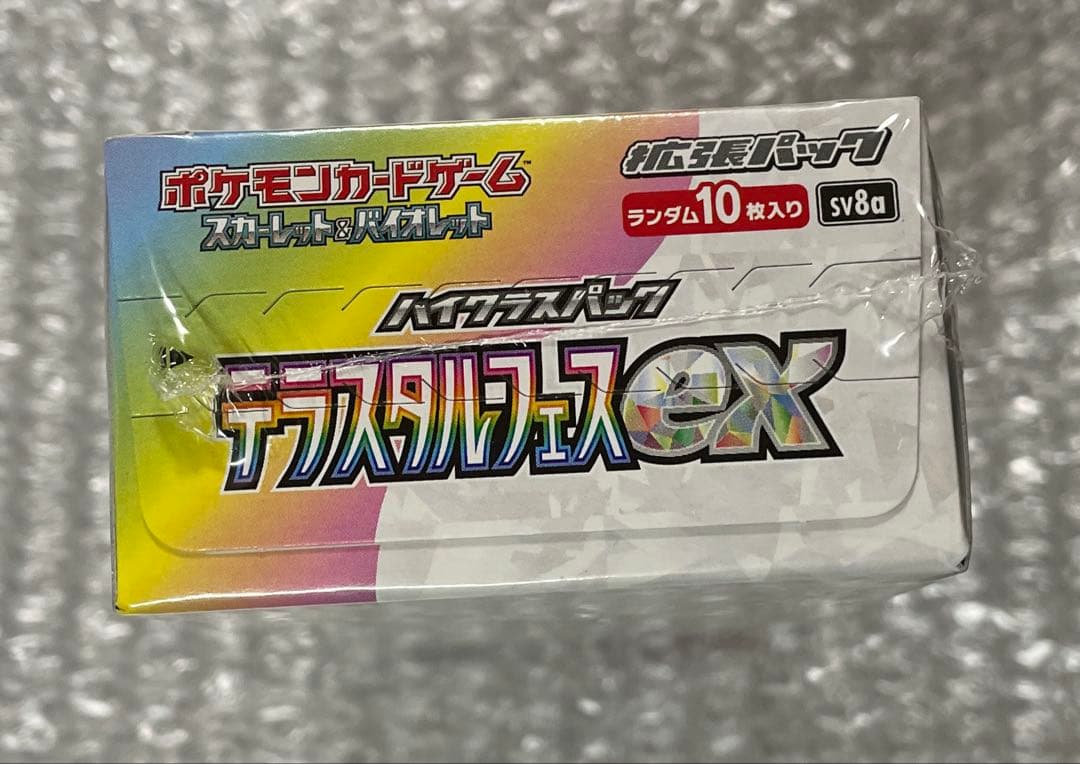 ポケモンカードゲーム™
スカーレット&バイオレット
拡張パック
ランダム10枚入り
SV8a
ハイクラスパック
テラスタルフェスex